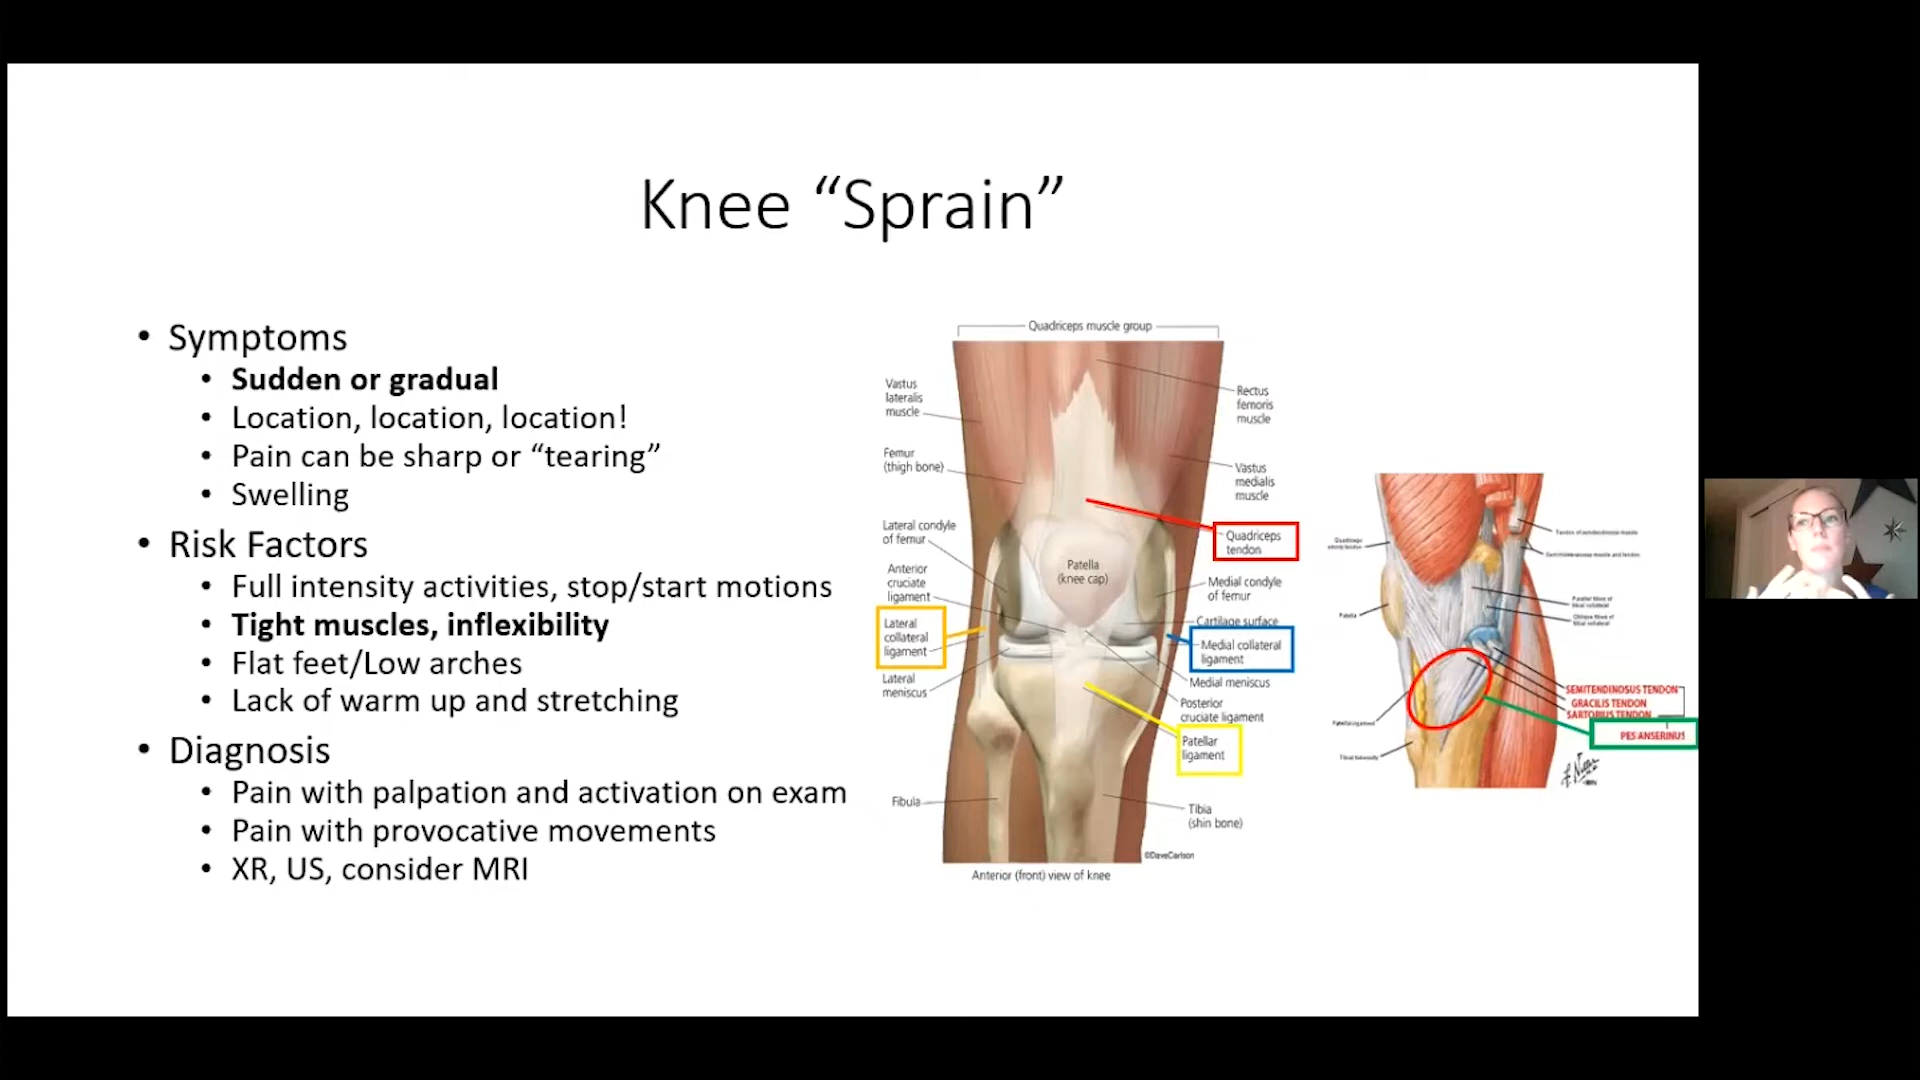 Knee “Sprain”
• Symptoms
• Sudden or gradual
• Location, location, location!
• Pain can be sharp or “tearing”
• Swelling
• Risk Factors
• Full intensity activities, stop/start motions
• Tight muscles, inflexibility
• Flat feet/Low arches
• Lack of warm up and stretching
• Diagnosis
• Pain with palpation and activation on exam
• Pain with provocative movements
• XR, US, consider MRI
Quadriceps muscle group
Vastus
lateralis
muscle
Femur
(thigh bone)
Lateral condyle
of femur
Anterior
cruciate
ligament
Lateral
collateral
ligament
Lateral
meniscus
Fibula
Patella
(knee cap)
Rectus
femoris
muscle
Vastus
medialis
muscle
Quadriceps
tendon
Medial condyle
of femur
Cartilage surface
Medial collateral
ligament
Medial meniscus
Posterior
cruciate ligament
Patellar
ligament
Tibia
(shin bone)
©DaveCarlson
Anterior (front) view of knee
Patella
Tibial tuberosity
SEMITENDINOSUS TENDON
GRACILIS TENDON
SARTORIUS TENDON
PES ANSERINUS